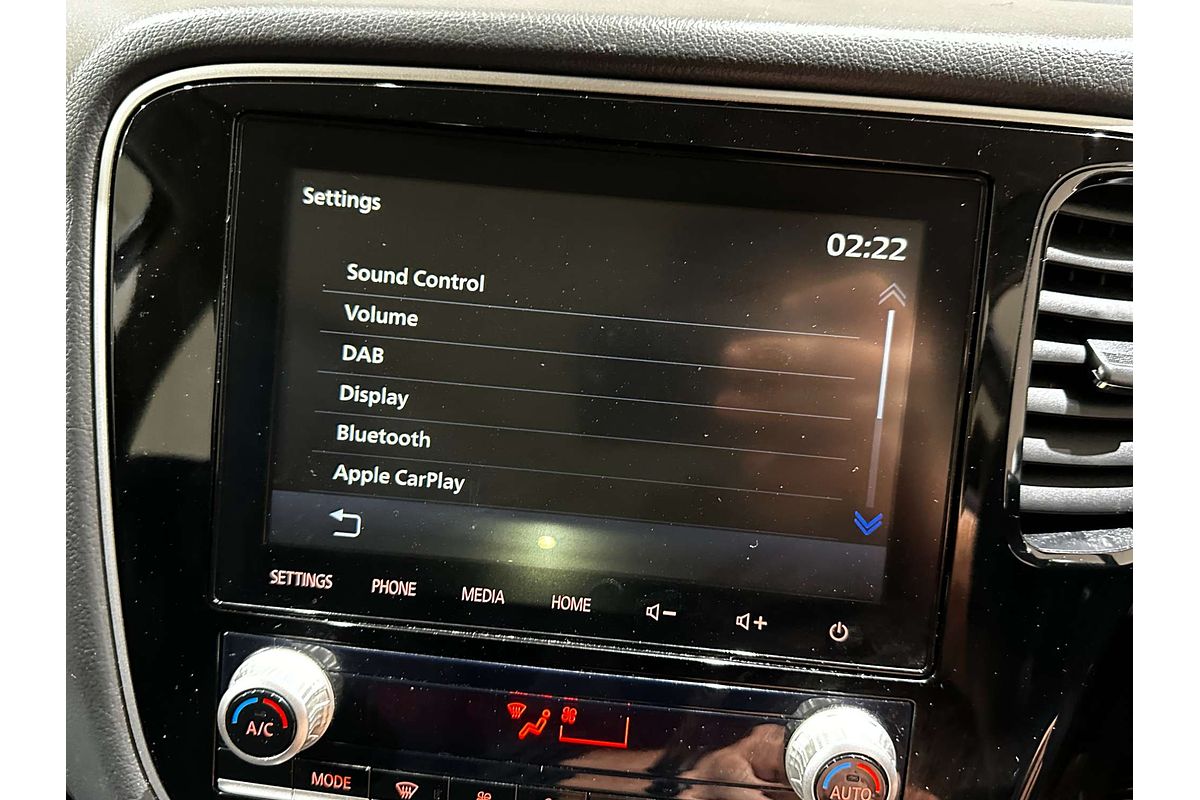 Settings
02:22
Sound Control
Volume
DAB
Display
Bluetooth
Apple CarPlay
SETTINGS PHONE MEDIA HOME
A/C
MODE
AUTO